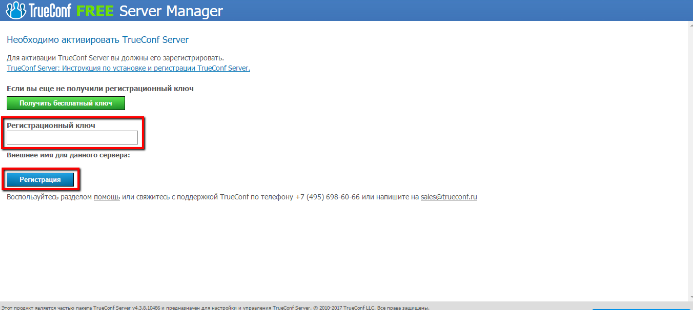 TrueConf FREE Server Manager
Необходимо активировать TrueConf Server
Для активации TrueConf Server вы должны его зарегистрировать.
TrueConf Server: Инструкция по установке и регистрации TrueConf Server.
Если вы еще не получили регистрационный ключ
Получить бесплатный ключ
Регистрационный ключ
Внешнее имя для данного сервера:
Регистрация
Воспользуйтесь разделом помощь или свяжитесь с поддержкой TrueConf по телефону +7 (495) 698-60-66 или напишите на sales@trueconf.ru
Этот продукт является частью пакета TrueConf Server v4.3.8.10486 и предназначен для настройки и управления TrueConf Server. © 2010-2017 TrueConf LLC. Все права защищены.